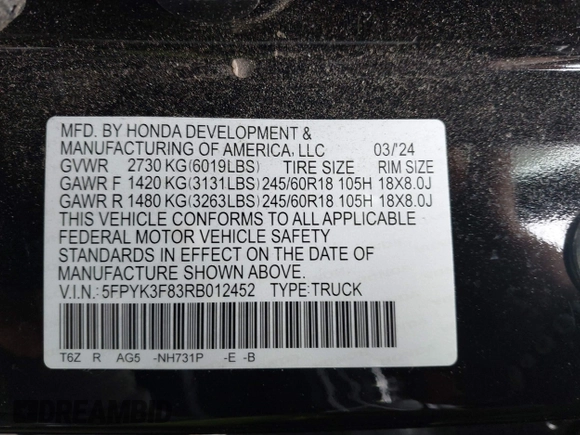 MFD. BY HONDA DEVELOPMENT &
MANUFACTURING OF AMERICA, LLC 03/'24
GVWR 2730 KG(6019LBS) TIRE SIZE RIM SIZE
GAWR F 1420 KG(3131LBS) 245/60R18 105H 18X8.0J
GAWR R 1480 KG(3263LBS) 245/60R18 105H 18X8.0J
THIS VEHICLE CONFORMS TO ALL APPLICABLE
FEDERAL MOTOR VEHICLE SAFETY
STANDARDS IN EFFECT ON THE DATE OF
MANUFACTURE SHOWN ABOVE.
V.I.N.:5FPYK3F83RB012452 TYPE:TRUCK
T6Z R AG5 -NH731P -E -B
DREAMBID